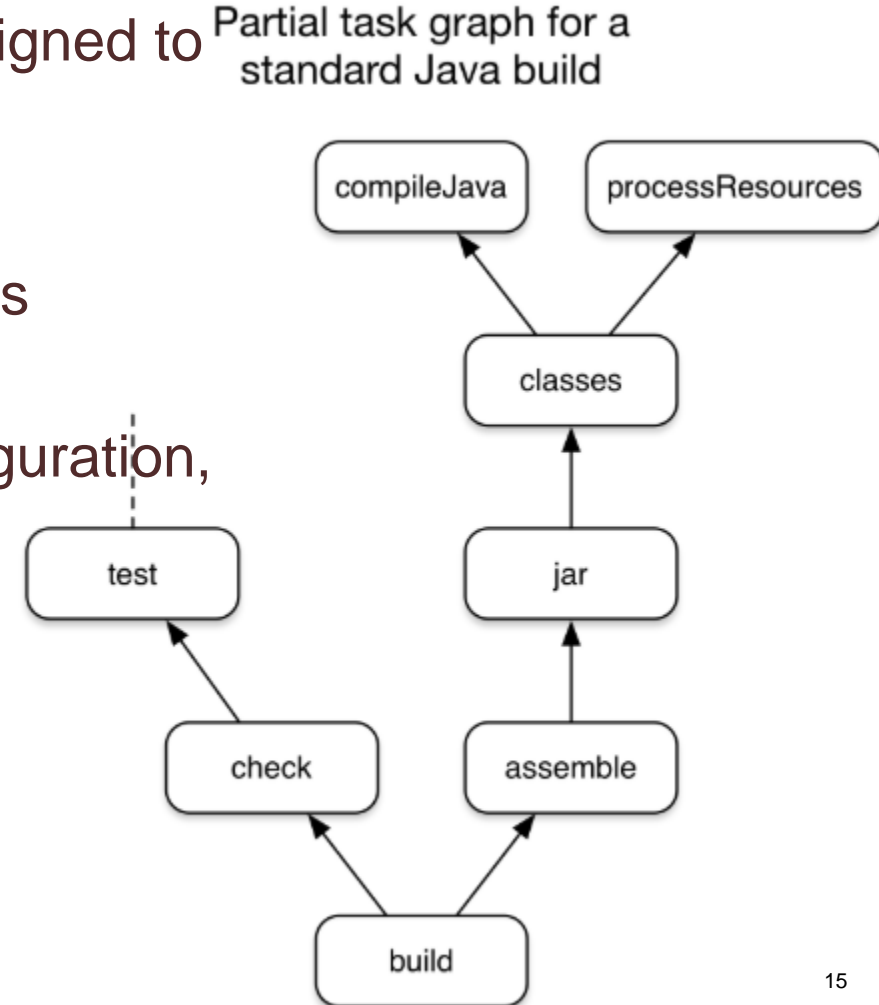 igned to
s
guration,
Partial task graph for a
standard Java build
compileJava
processResources
classes
test
jar
check
assemble
build
15